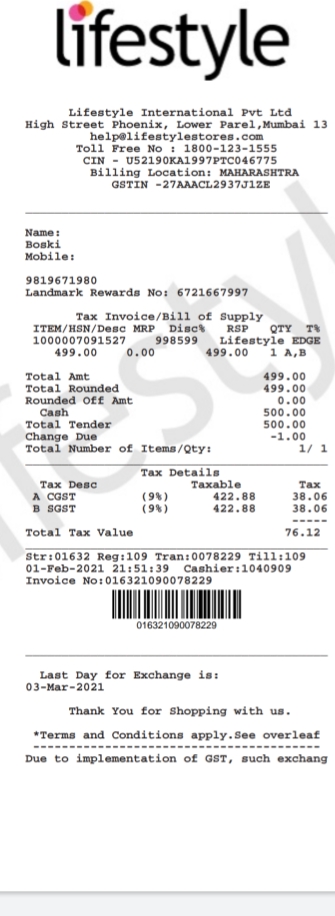 lifestyle
Lifestyle International Pvt Ltd
High Street Phoenix, Lower Parel,Mumbai 13
help@lifestylestores.com
Toll Free No : 1800-123-1555
CIN - U52190KA1997PTC046775
Billing Location: MAHARASHTRA
GSTIN -27AAACL2937J1ZE
Name:
Boski
Mobile:
9819671980
Landmark Rewards No: 6721667997
Tax Invoice/Bill of Supply
ITEM/HSN/Desc MRP Disc% RSP QTY T%
1000007091527 998599 Lifestyle EDGE
499.00 0.00 499.00 1 A,B
Total Amt 499.00
Total Rounded 499.00
Rounded Off Amt 0.00
Cash 500.00
Total Tender 500.00
Change Due -1.00
Total Number of Items/Qty: 1/ 1
Tax Details
Tax Desc Taxable Tax
A CGST (9%) 422.88 38.06
B SGST (9%) 422.88 38.06
-----
Total Tax Value 76.12
Str:01632 Reg:109 Tran:0078229 Till:109
01-Feb-2021 21:51:39 Cashier:1040909
Invoice No:016321090078229
016321090078229
Last Day for Exchange is:
03-Mar-2021
Thank You for Shopping with us.
*Terms and Conditions apply.See overleaf
----------------------------------------
Due to implementation of GST, such exchang